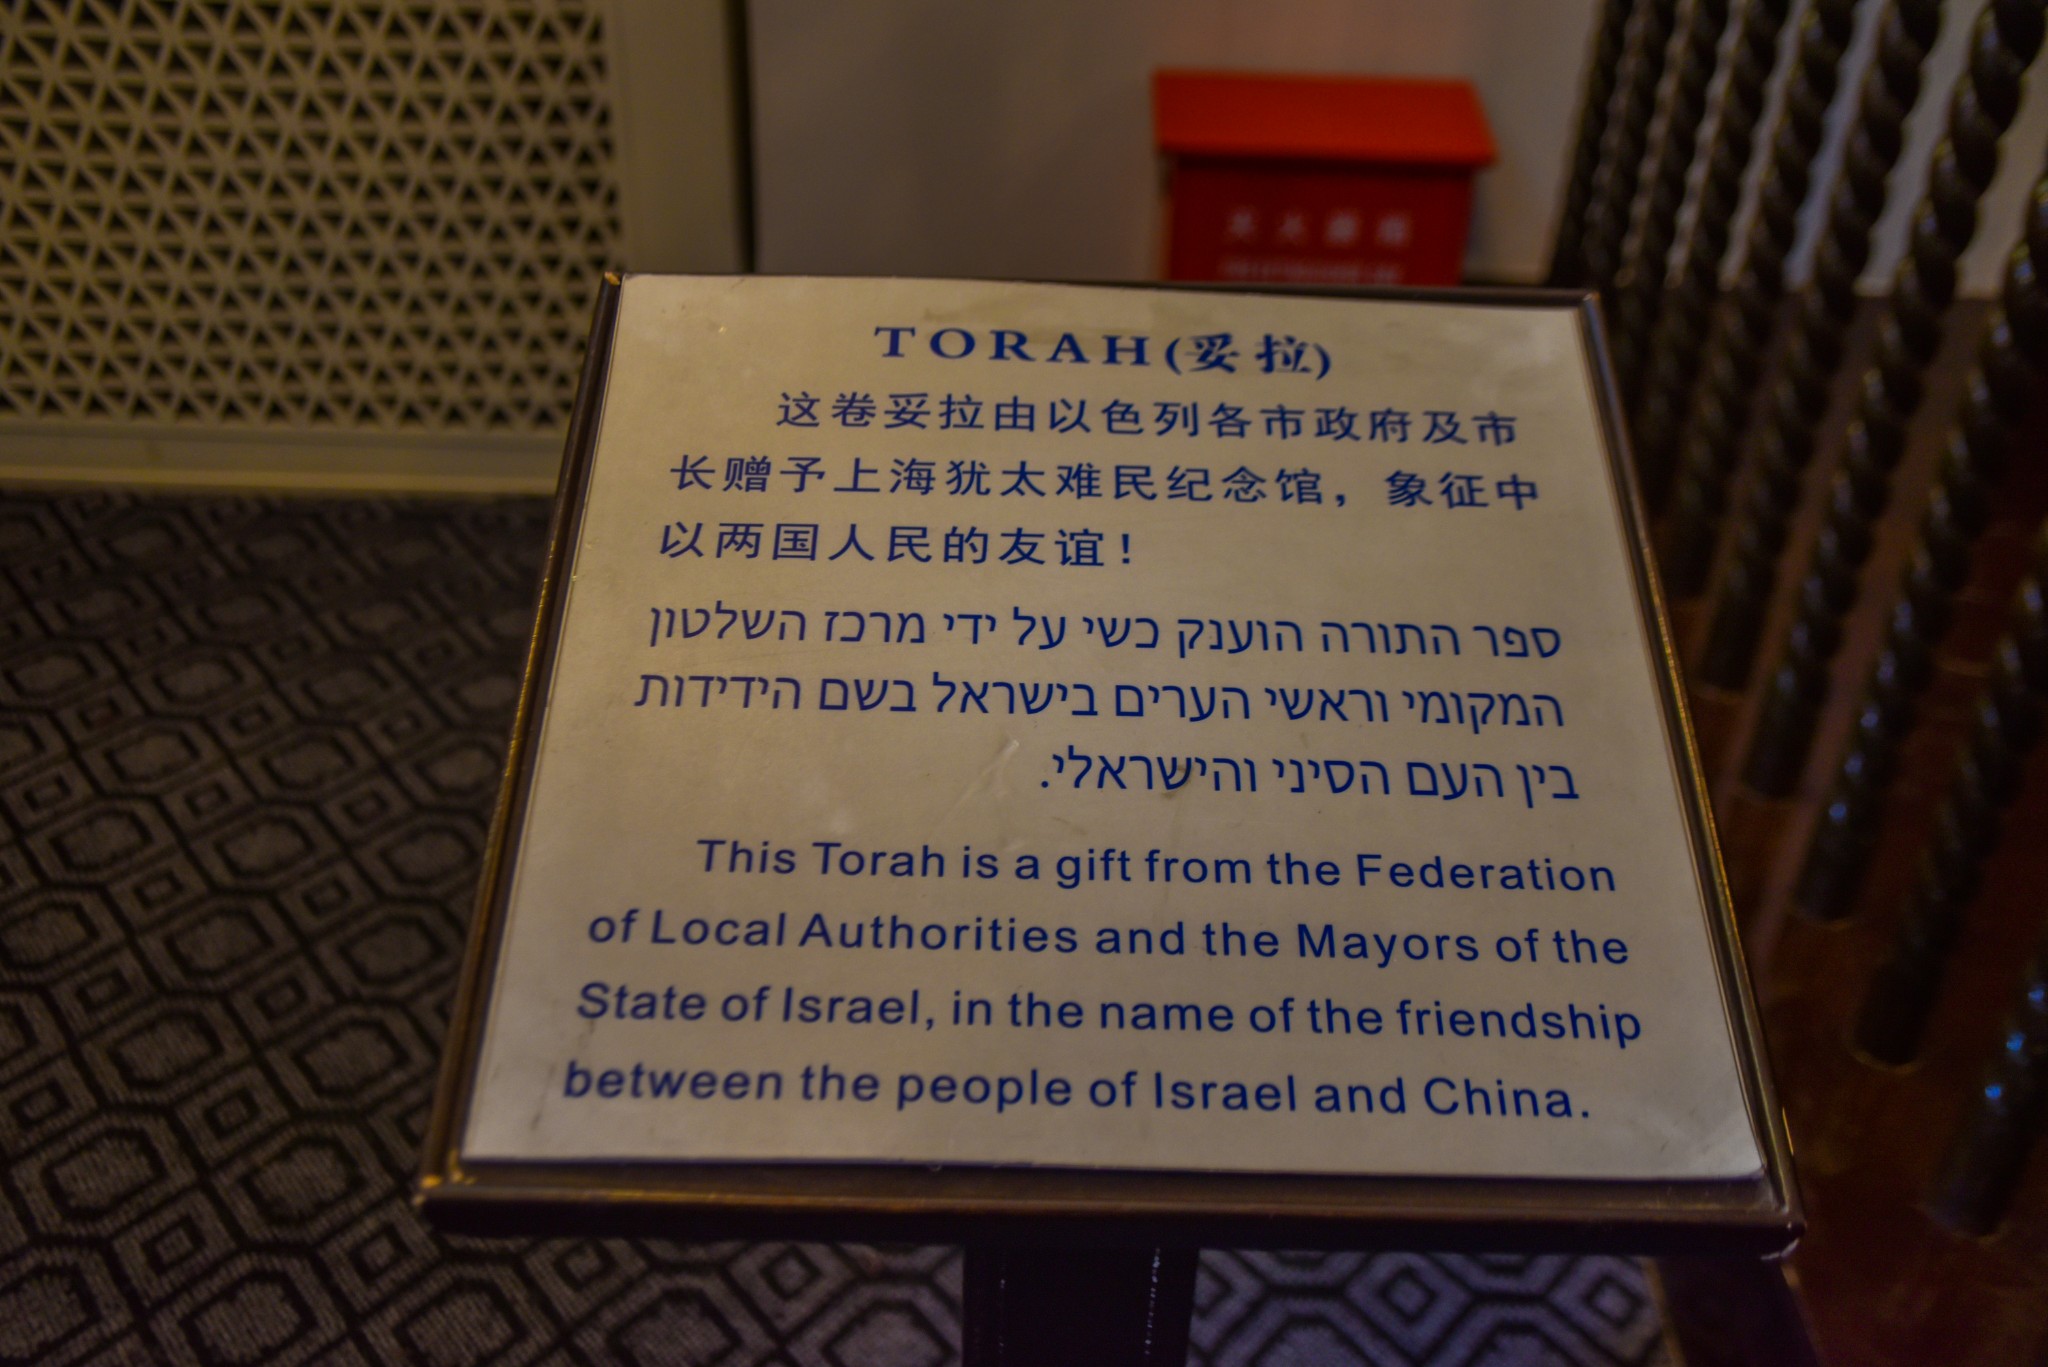 灭火器箱
TORAH(妥拉)
这卷妥拉由以色列各市政府及市
长赠予上海犹太难民纪念馆，象征中
以两国人民的友谊！
ספר התורה הוענק כשי על ידי מרכז השלטון
המקומי וראשי הערים בישראל בשם הידידות
בין העם הסיני והישראלי.
This Torah is a gift from the Federation
of Local Authorities and the Mayors of the
State of Israel, in the name of the friendship
between the people of Israel and China.